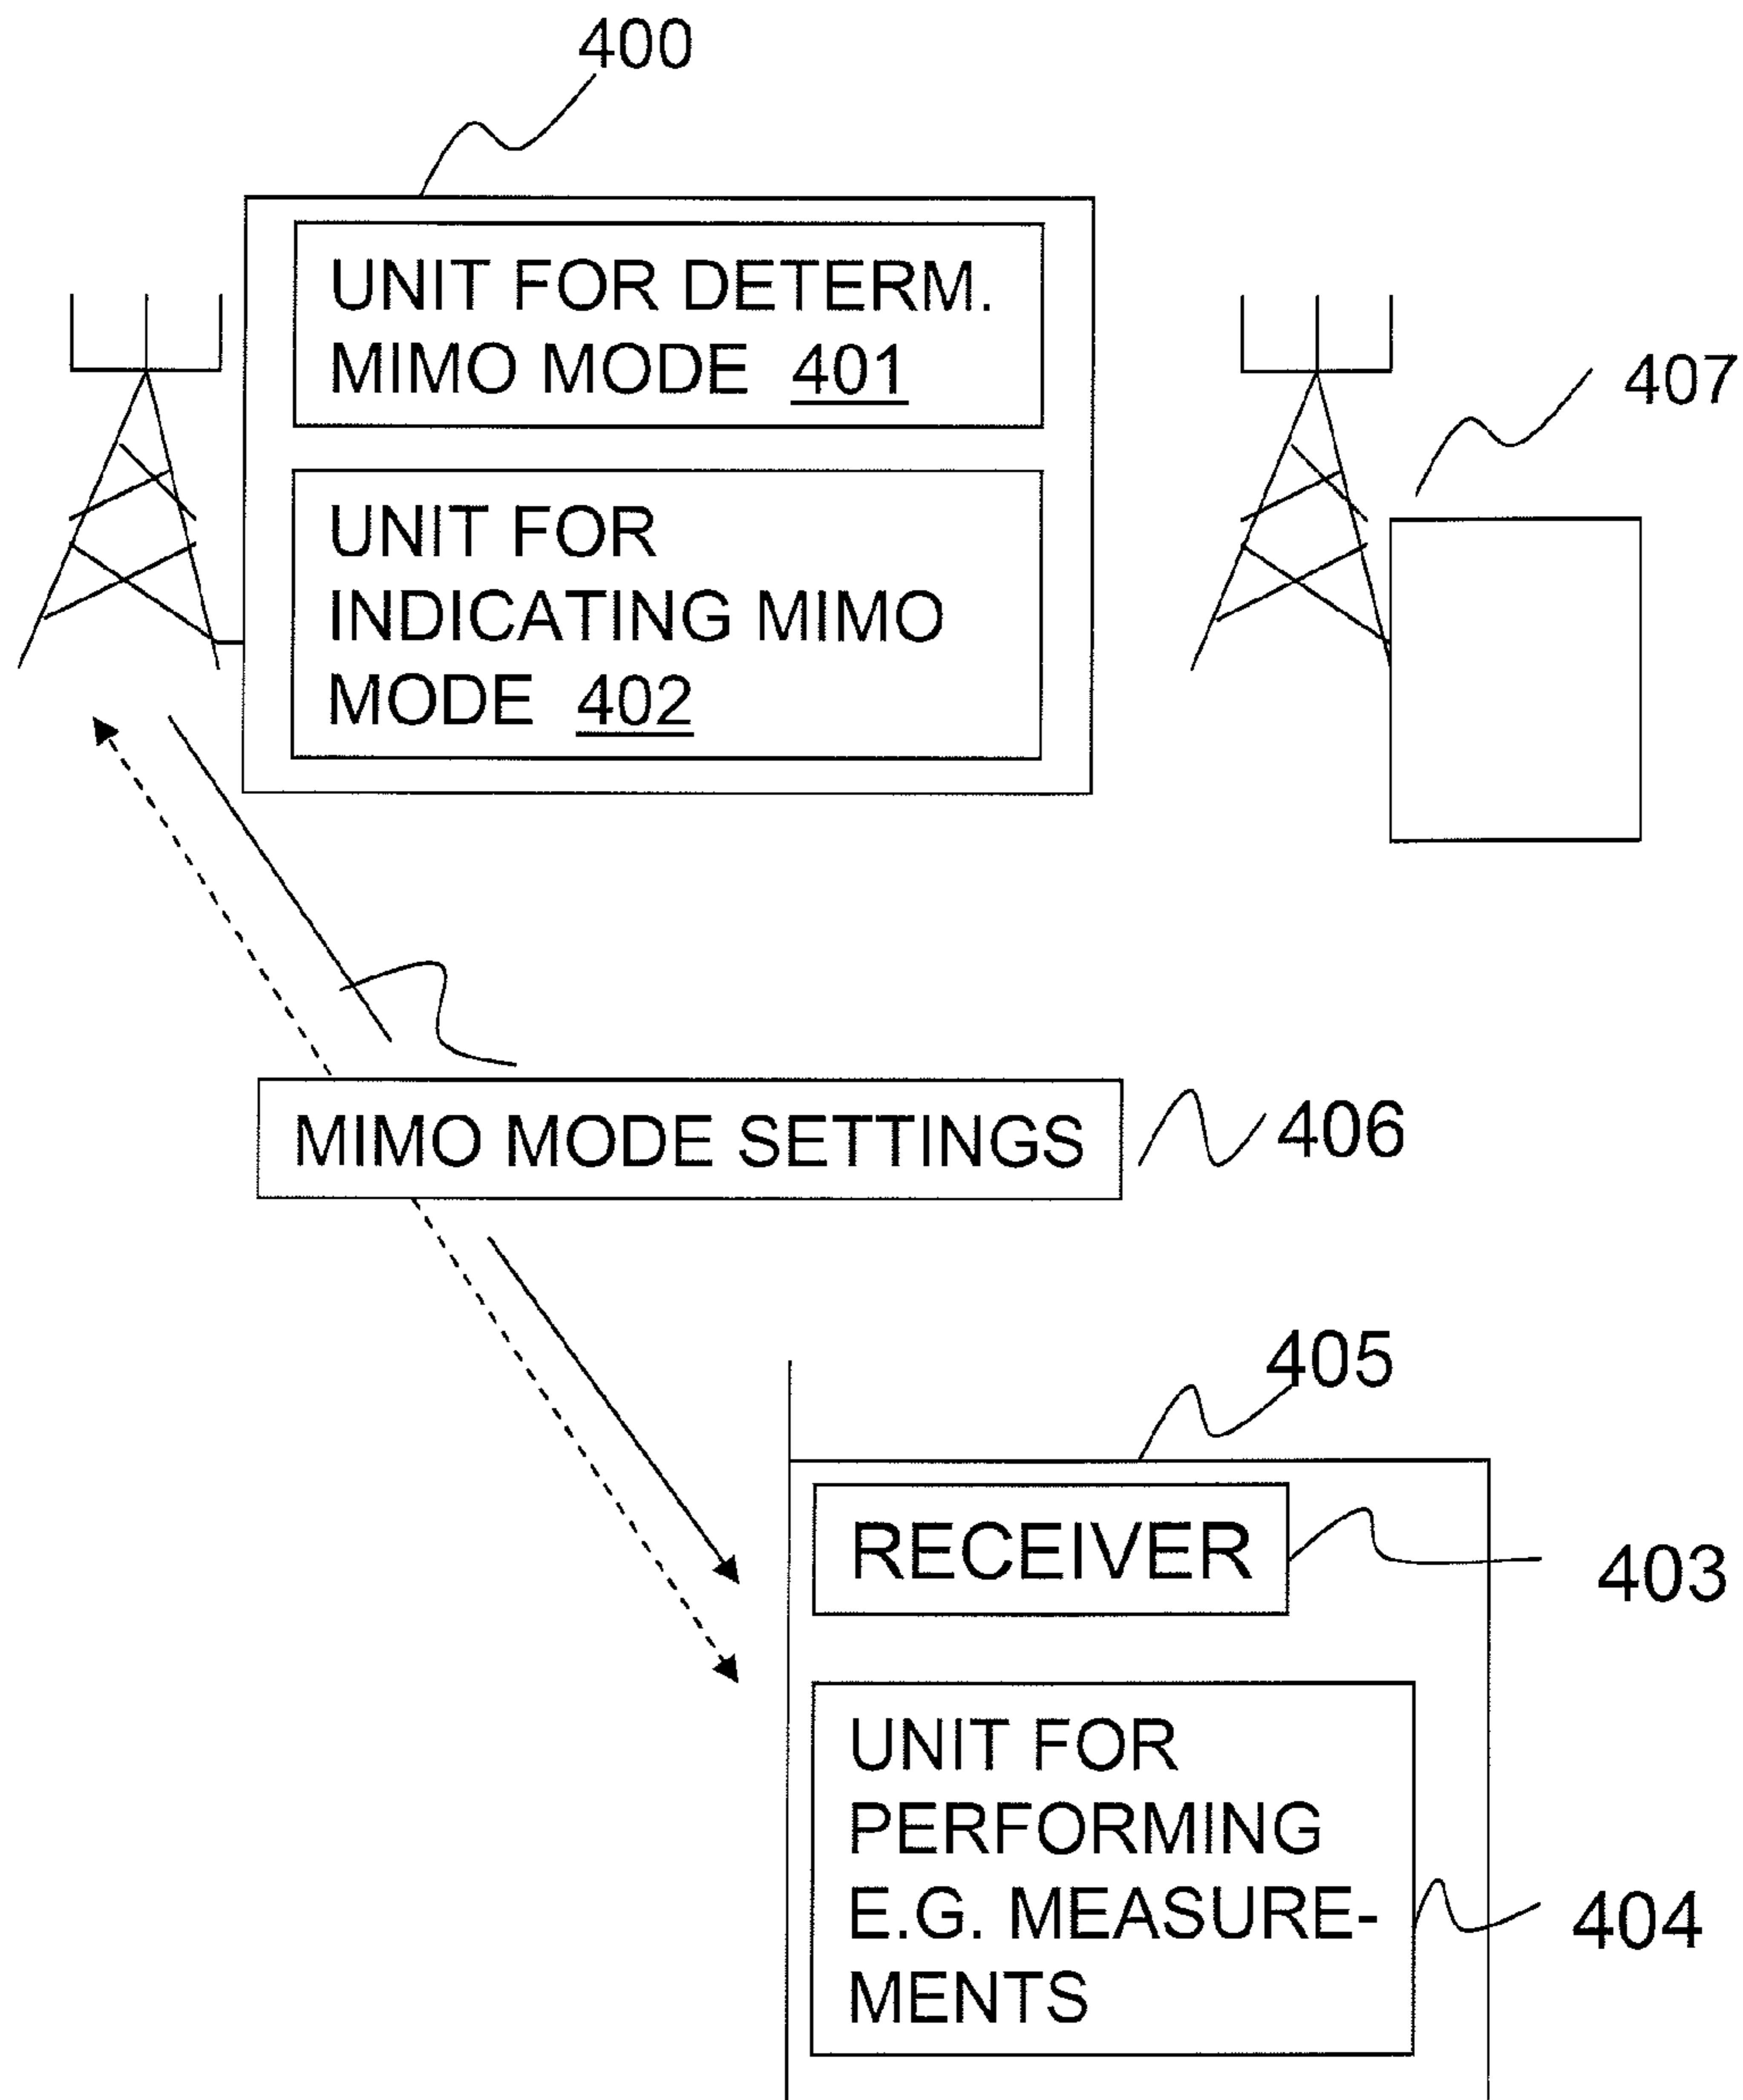 400
UNIT FOR DETERM.
MIMO MODE 401
407
UNIT FOR
INDICATING MIMO
MODE 402
MIMO MODE SETTINGS
406
405
RECEIVER
403
UNIT FOR
PERFORMING
E.G. MEASURE-
MENTS
404